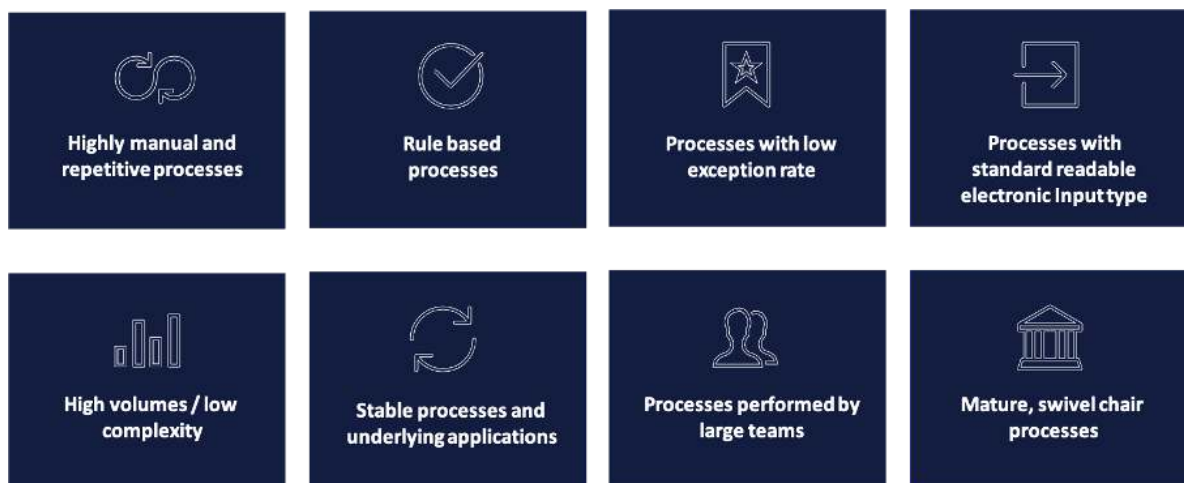 Highly manual and
repetitive processes
Rule based
processes
Processes with low
exception rate
Processes with
standard readable
electronic Input type
High volumes / low
complexity
Stable processes and
underlying applications
Processes performed by
large teams
Mature, swivel chair
processes